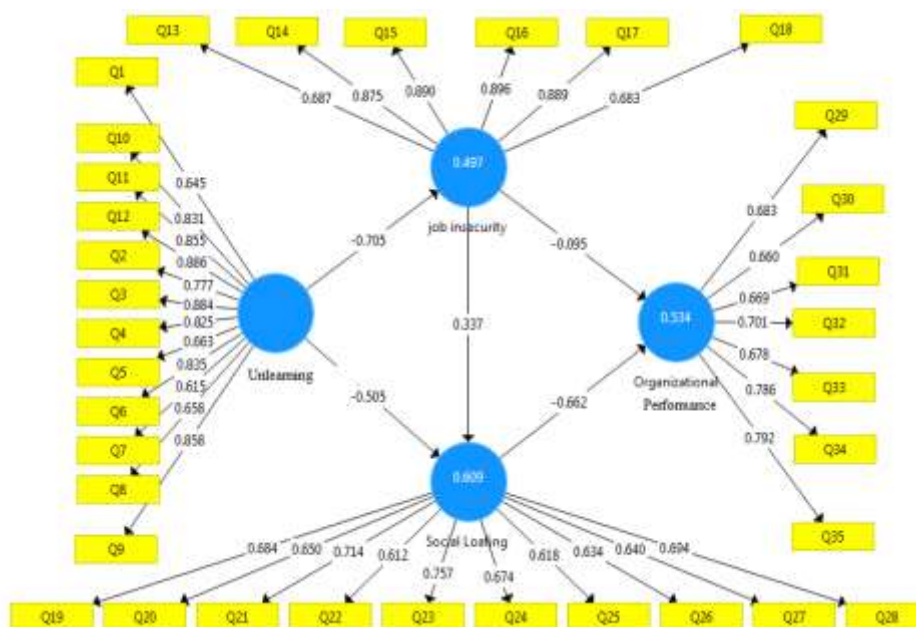 Q13
Q14
Q15
Q16
Q17
Q18
Q1
Q10
Q11
Q12
Q2
Q3
Q4
Q5
Q6
Q7
Q8
Q9
Q29
Q30
Q31
Q32
Q33
Q34
Q35
0.687
0.875
0.890
0.896
0.889
0.683
0.645
0.831
0.855
0.886
0.777
0.884
0.825
0.663
0.835
0.615
0.658
0.858
0.497
job insecurity
-0.705
-0.095
0.337
Unlearning
-0.505
-0.662
0.534
Organizational
Performance
0.683
0.660
0.669
0.701
0.678
0.786
0.792
0.609
Social Loafing
0.684
0.650
0.714
0.612
0.757
0.674
0.618
0.634
0.640
0.694
Q19
Q20
Q21
Q22
Q23
Q24
Q25
Q26
Q27
Q28